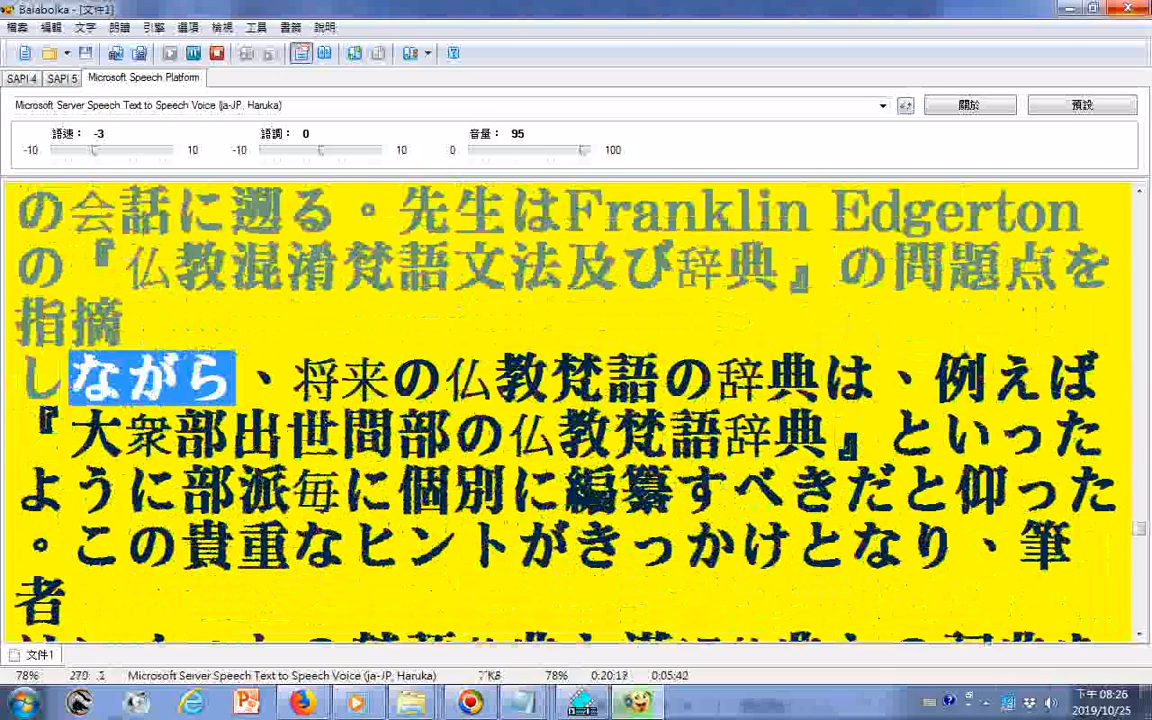 Balabolka - [文件1]
檔案 編輯 文字 朗讀 引擎 選項 檢視 工具 書籤 說明
SAPI 4 SAPI 5 Microsoft Speech Platform
Microsoft Server Speech Text to Speech Voice (ja-JP, Haruka) 關於 預設
語速： -3 語調： 0 音量： 95
-10 10 -10 10 0 100
の会話に遡る。先生はFranklin Edgerton
の『仏教混淆梵語文法及び辞典』の問題点を
指摘
しながら、将来の仏教梵語の辞典は、例えば
『大衆部出世間部の仏教梵語辞典』といった
ように部派毎に個別に編纂すべきだと仰った
。この貴重なヒントがきっかけとなり、筆
者
文件1
78% 270 : 1 Microsoft Server Speech Text to Speech Voice (ja-JP, Haruka) 78% 0:05:42
下午 08:26
2019/10/25